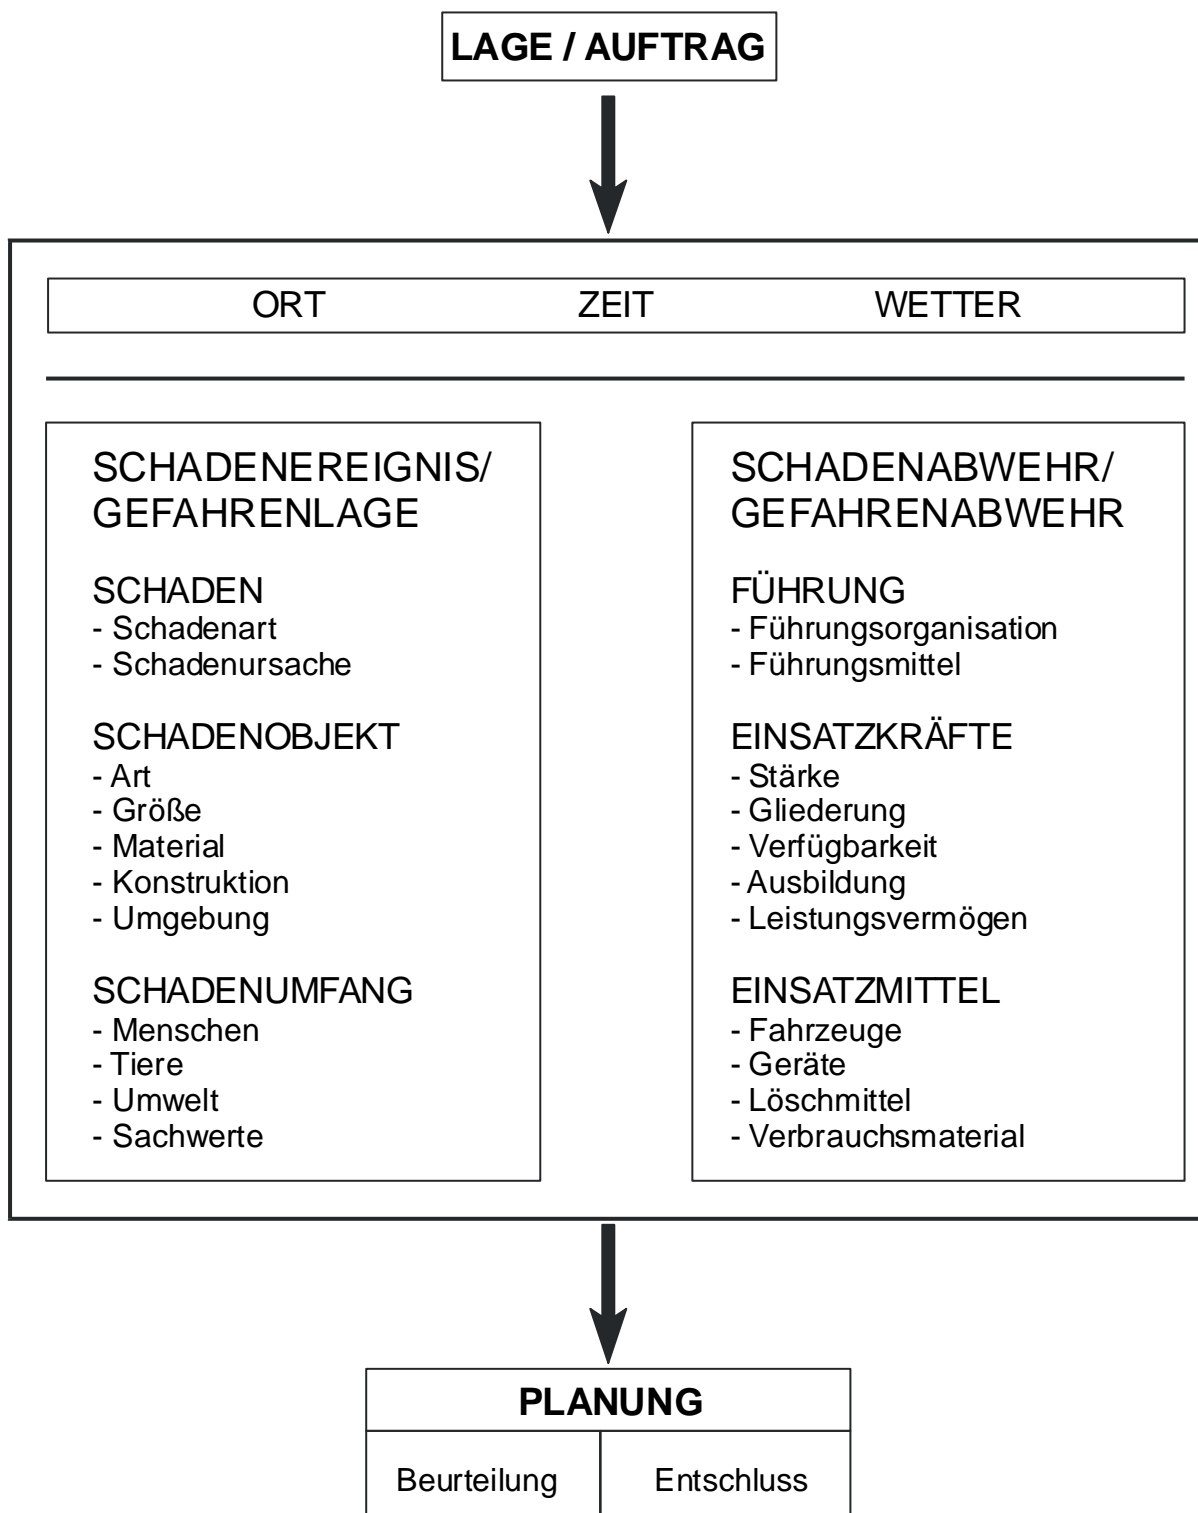 LAGE / AUFTRAG
ORT ZEIT WETTER
SCHADENEREIGNIS/
GEFAHRENLAGE
SCHADEN
- Schadenart
- Schadenursache
SCHADENOBJEKT
- Art
- Größe
- Material
- Konstruktion
- Umgebung
SCHADENUMFANG
- Menschen
- Tiere
- Umwelt
- Sachwerte
SCHADENABWEHR/
GEFAHRENABWEHR
FÜHRUNG
- Führungsorganisation
- Führungsmittel
EINSATZKRÄFTE
- Stärke
- Gliederung
- Verfügbarkeit
- Ausbildung
- Leistungsvermögen
EINSATZMITTEL
- Fahrzeuge
- Geräte
- Löschmittel
- Verbrauchsmaterial
PLANUNG
Beurteilung Entschluss